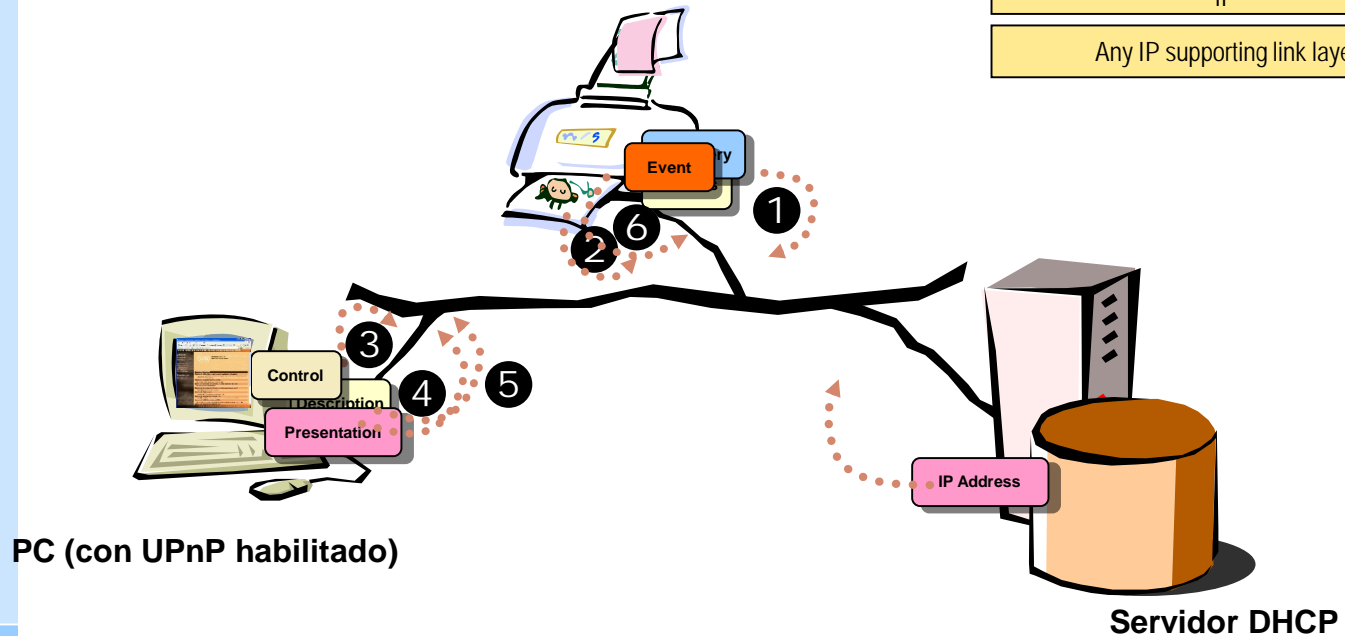 Any IP supporting link laye
Event
ry
1
6
2
3
Control
4
5
Description
Presentation
IP Address
PC (con UPnP habilitado)
Servidor DHCP